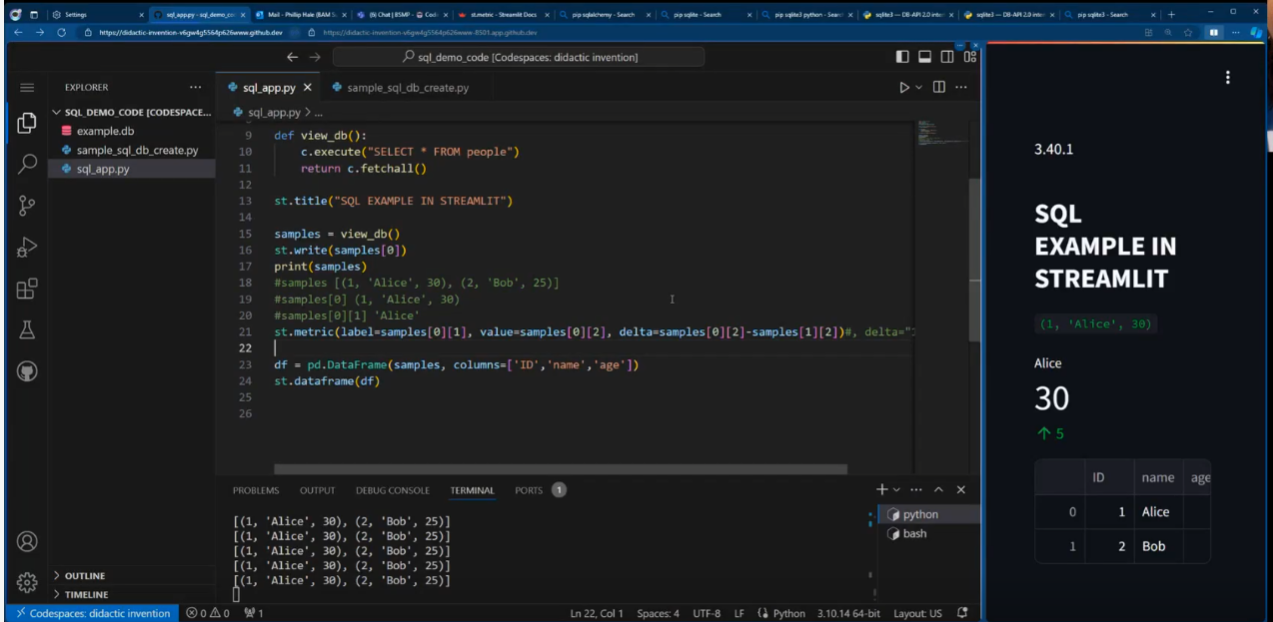 Settings
sql_app.py - sql_demo_co
Mail - Phillip Hale (BAM S
(6) Chat | BSMP -
st.metric - Streamlit Docs
pip sqlalchemy - Search
pip sqlite - Search
pip sqlite3 python - Sear
sqlite3 — DB-API 2.0 inter
sqlite3 — DB-API 2.0 inter
pip sqlite3 - Search
https://didactic-invention-v6gw4g5564p626www.github.dev
https://didactic-invention-v6gw4g5564p626www-8501.app.github.dev
sql_demo_code [Codespaces: didactic invention]
EXPLORER
SQL_DEMO_CODE [CODESPACE...
example.db
sample_sql_db_create.py
sql_app.py
sql_app.py
sample_sql_db_create.py
sql_app.py > ...
9 def view_db():
10 c.execute("SELECT * FROM people")
11 return c.fetchall()
12
13 st.title("SQL EXAMPLE IN STREAMLIT")
14
15 samples = view_db()
16 st.write(samples[0])
17 print(samples)
18 #samples [(1, 'Alice', 30), (2, 'Bob', 25)]
19 #samples[0] (1, 'Alice', 30)
20 #samples[0][1] 'Alice'
21 st.metric(label=samples[0][1], value=samples[0][2], delta=samples[0][2]-samples[1][2])#, delta="
22
23 df = pd.DataFrame(samples, columns=['ID','name','age'])
24 st.dataframe(df)
25
26
PROBLEMS OUTPUT DEBUG CONSOLE TERMINAL PORTS 1
[(1, 'Alice', 30), (2, 'Bob', 25)]
[(1, 'Alice', 30), (2, 'Bob', 25)]
[(1, 'Alice', 30), (2, 'Bob', 25)]
[(1, 'Alice', 30), (2, 'Bob', 25)]
[(1, 'Alice', 30), (2, 'Bob', 25)]
python
bash
OUTLINE
TIMELINE
Codespaces: didactic invention 0 0 1
Ln 22, Col 1 Spaces: 4 UTF-8 LF Python 3.10.14 64-bit Layout: US
3.40.1
SQL
EXAMPLE IN
STREAMLIT
(1, 'Alice', 30)
Alice
30
5
ID name age
0 1 Alice
1 2 Bob